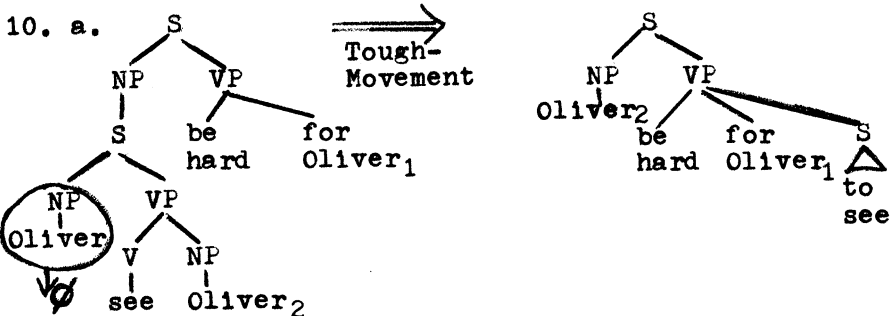 10. a.
S
Tough-
Movement
NP VP
S be for
hard Oliver1
NP VP
Oliver V NP
Ø see Oliver2
S
NP VP
Oliver2
be for S
hard Oliver1 to
see